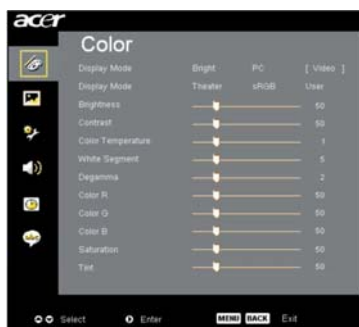 acer
Color
Display Mode Bright PC [ Video ]
Display Mode Theater sRGB User
Brightness 50
Contrast 50
Color Temperature 1
White Segment 5
Degamma 2
Color R 50
Color G 50
Color B 50
Saturation 50
Tint 50
Select Enter MENU BACK Exit